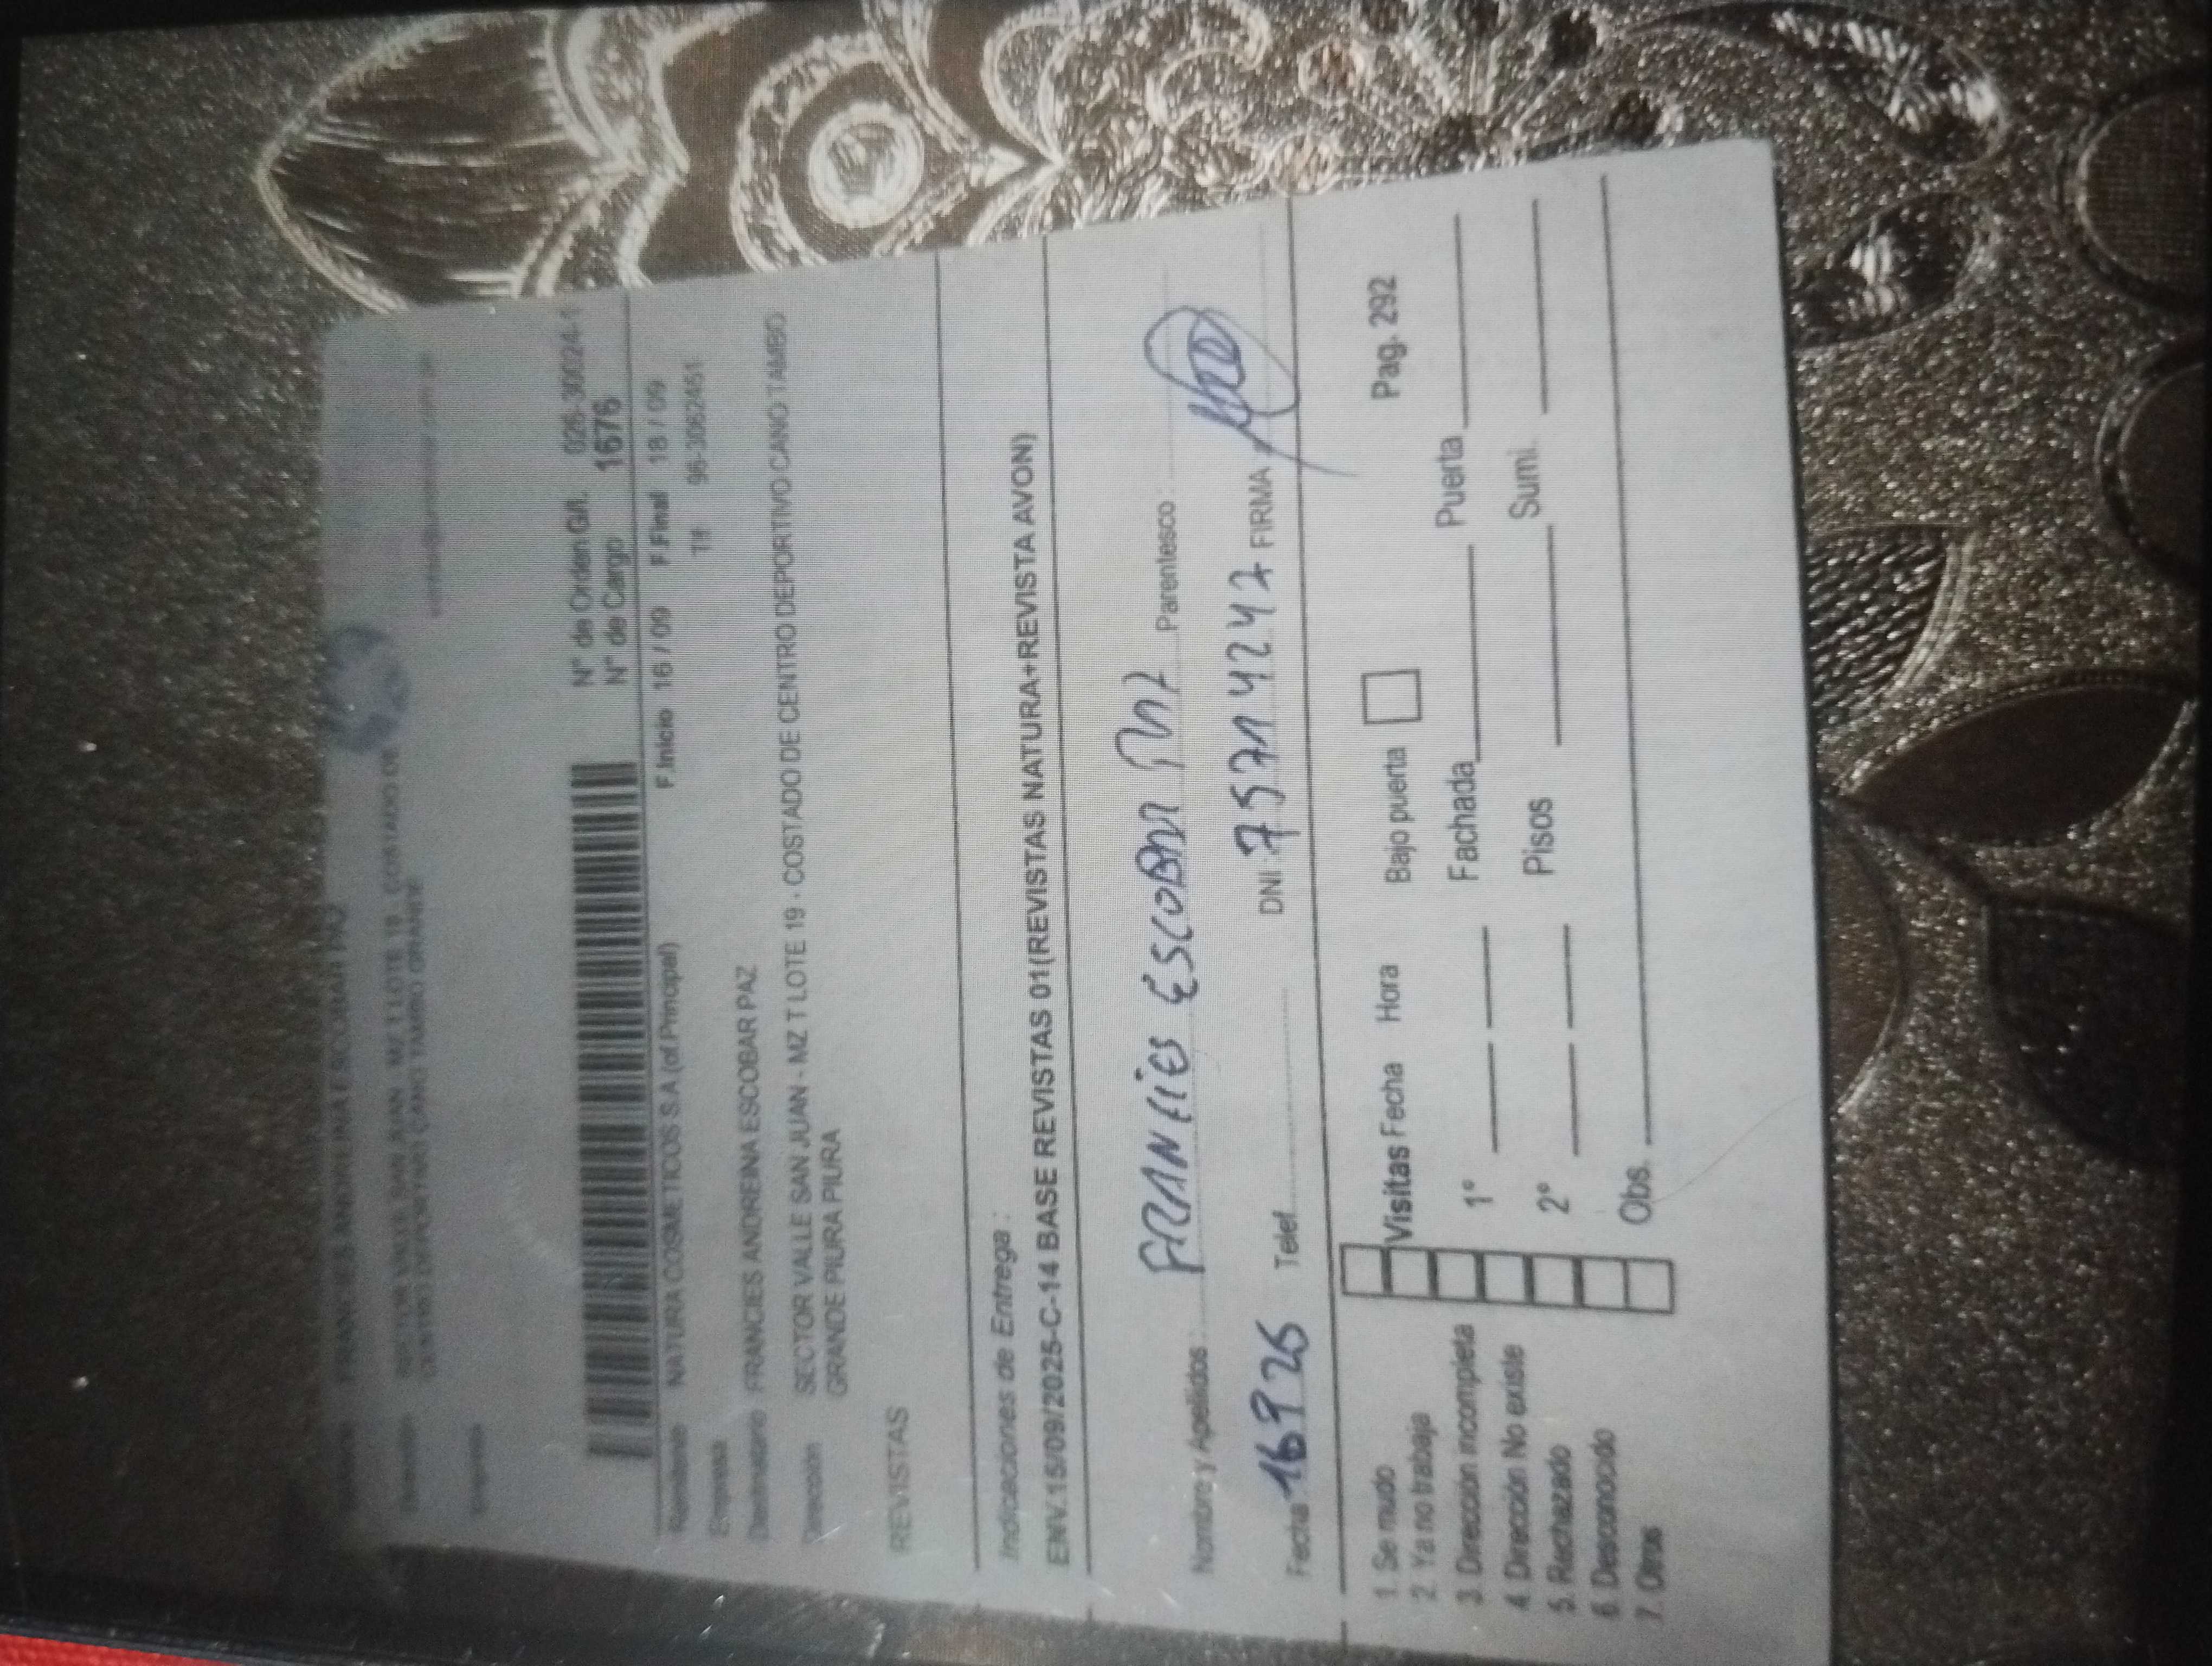 FRANCIES ANDREINA ESCOBAR PAZ
SECTOR VALLE SAN JUAN - MZ T LOTE 19 - COSTADO DE
CENTRO DEPORTIVO CANO TAMBO GRANDE
N° de Orden G/I. 026-30024-1
N° de Cargo 1676
F.Inicio 16 / 09 F.Final 18 / 09
Remitente NATURA COSMETICOS S.A (of Principal)
Tlf 96-3062451
Empresa
Destinatario FRANCIES ANDREINA ESCOBAR PAZ
Dirección SECTOR VALLE SAN JUAN - MZ T LOTE 19 - COSTADO DE CENTRO DEPORTIVO CANO TAMBO
GRANDE PIURA PIURA
REVISTAS
Indicaciones de Entrega :
ENV.15/09/2025-C-14 BASE REVISTAS 01(REVISTAS NATURA+REVISTA AVON)
Nombre y Apellidos : FRANCIES ESCOBAR PAZ Parentesco :
Fecha 16 9 25 Telef. DNI 75714247 FIRMA
1. Se mudo
2. Ya no trabaja
3. Dirección incompleta
4. Dirección No existe
5. Rechazado
6. Desconocido
7. Otros
Visitas Fecha Hora Bajo puerta Pag. 292
1° Fachada Puerta
2° Pisos Sumi.
Obs.